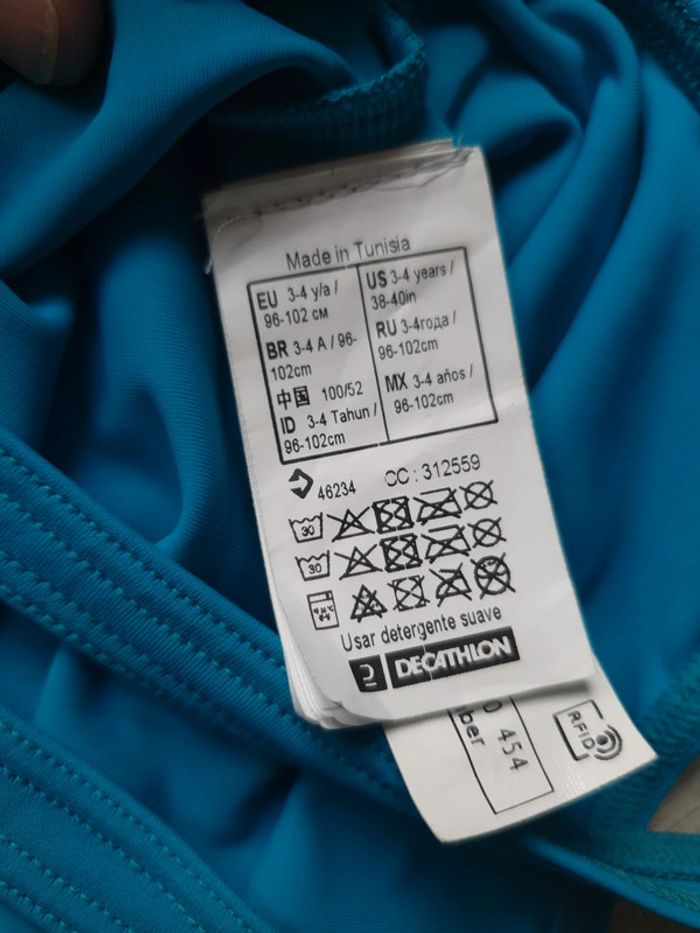 Made in Tunisia
EU 3-4 y/a /
96-102 см
BR 3-4 A / 96-
102cm
中国 100/52
ID 3-4 Tahun /
96-102cm
US 3-4 years /
38-40in
RU 3-4года /
96-102cm
MX 3-4 años /
96-102cm
46234 CC : 312559
30
30
Usar detergente suave
DECATHLON
454
ber
RFID